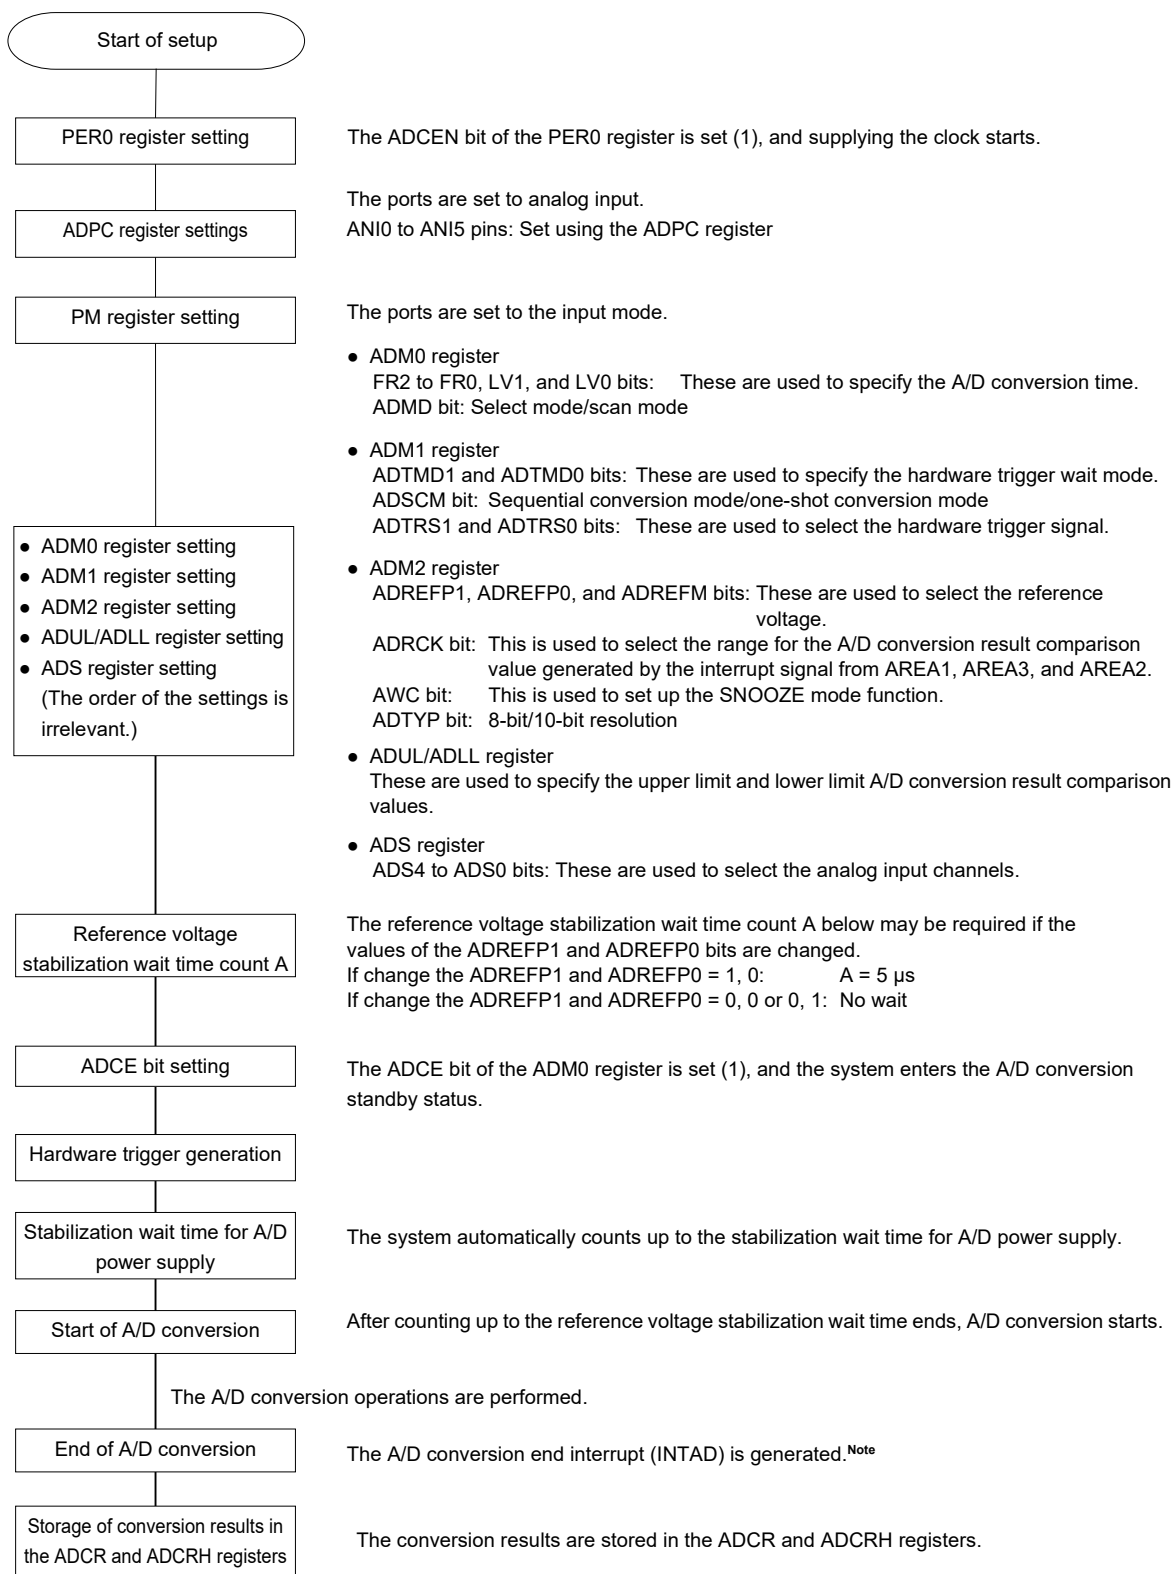 Start of setup
PER0 register setting
The ADCEN bit of the PER0 register is set (1), and supplying the clock starts.
The ports are set to analog input.
ADPC register settings
ANI0 to ANI5 pins: Set using the ADPC register
PM register setting
The ports are set to the input mode.
● ADM0 register
FR2 to FR0, LV1, and LV0 bits: These are used to specify the A/D conversion time.
ADMD bit: Select mode/scan mode
● ADM1 register
ADTMD1 and ADTMD0 bits: These are used to specify the hardware trigger wait mode.
ADSCM bit: Sequential conversion mode/one-shot conversion mode
ADTRS1 and ADTRS0 bits: These are used to select the hardware trigger signal.
● ADM0 register setting
● ADM1 register setting
● ADM2 register setting
● ADUL/ADLL register setting
● ADS register setting
(The order of the settings is
irrelevant.)
● ADM2 register
ADREFP1, ADREFP0, and ADREFM bits: These are used to select the reference
voltage.
ADRCK bit: This is used to select the range for the A/D conversion result comparison
value generated by the interrupt signal from AREA1, AREA3, and AREA2.
AWC bit: This is used to set up the SNOOZE mode function.
ADTYP bit: 8-bit/10-bit resolution
● ADUL/ADLL register
These are used to specify the upper limit and lower limit A/D conversion result comparison
values.
● ADS register
ADS4 to ADS0 bits: These are used to select the analog input channels.
Reference voltage
stabilization wait time count A
The reference voltage stabilization wait time count A below may be required if the
values of the ADREFP1 and ADREFP0 bits are changed.
If change the ADREFP1 and ADREFP0 = 1, 0: A = 5 µs
If change the ADREFP1 and ADREFP0 = 0, 0 or 0, 1: No wait
ADCE bit setting
The ADCE bit of the ADM0 register is set (1), and the system enters the A/D conversion
standby status.
Hardware trigger generation
Stabilization wait time for A/D
power supply
The system automatically counts up to the stabilization wait time for A/D power supply.
Start of A/D conversion
After counting up to the reference voltage stabilization wait time ends, A/D conversion starts.
The A/D conversion operations are performed.
End of A/D conversion
The A/D conversion end interrupt (INTAD) is generated.Note
Storage of conversion results in
the ADCR and ADCRH registers
The conversion results are stored in the ADCR and ADCRH registers.